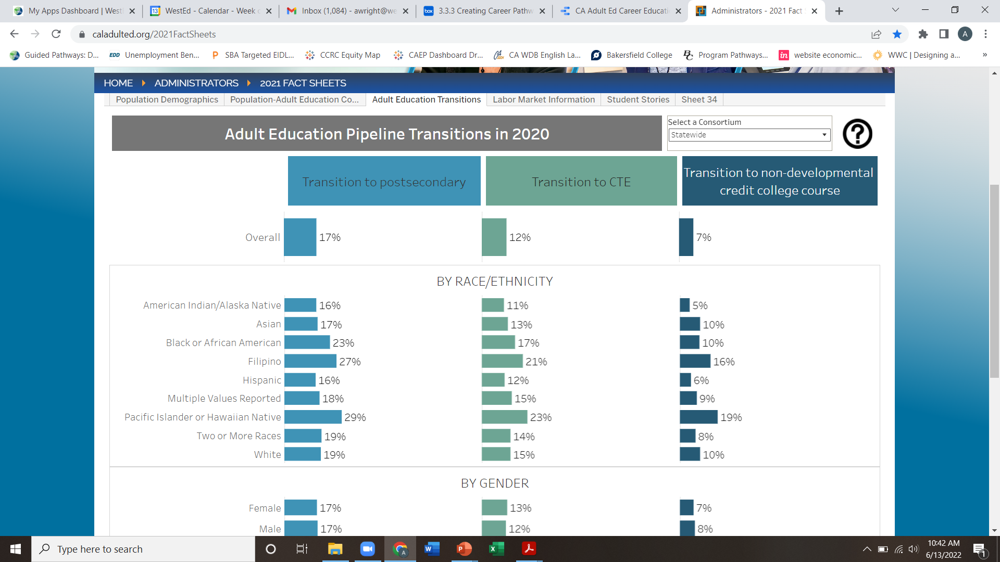 My Apps Dashboard | West
WestEd - Calendar - Week o
Inbox (1,084) - awright@we
3.3.3 Creating Career Pathw
CA Adult Ed Career Educati
Administrators - 2021 Fact
caladulted.org/2021FactSheets
A
Guided Pathways: D...
EDD Unemployment Ben...
P SBA Targeted EIDL...
CCRC Equity Map
CAEP Dashboard Dr...
CA WDB English La...
Bakersfield College
BC Program Pathways...
in website economic...
WWC | Designing a...
HOME ADMINISTRATORS 2021 FACT SHEETS
Population Demographics Population-Adult Education Co... Adult Education Transitions Labor Market Information Student Stories Sheet 34
Adult Education Pipeline Transitions in 2020
Select a Consortium
Statewide
?
Transition to postsecondary
Transition to CTE
Transition to non-developmental
credit college course
Overall 17% 12% 7%
BY RACE/ETHNICITY
American Indian/Alaska Native 16% 11% 5%
Asian 17% 13% 10%
Black or African American 23% 17% 10%
Filipino 27% 21% 16%
Hispanic 16% 12% 6%
Multiple Values Reported 18% 15% 9%
Pacific Islander or Hawaiian Native 29% 23% 19%
Two or More Races 19% 14% 8%
White 19% 15% 10%
BY GENDER
Female 17% 13% 7%
Male 17% 12% 8%
Type here to search
10:42 AM
6/13/2022
1